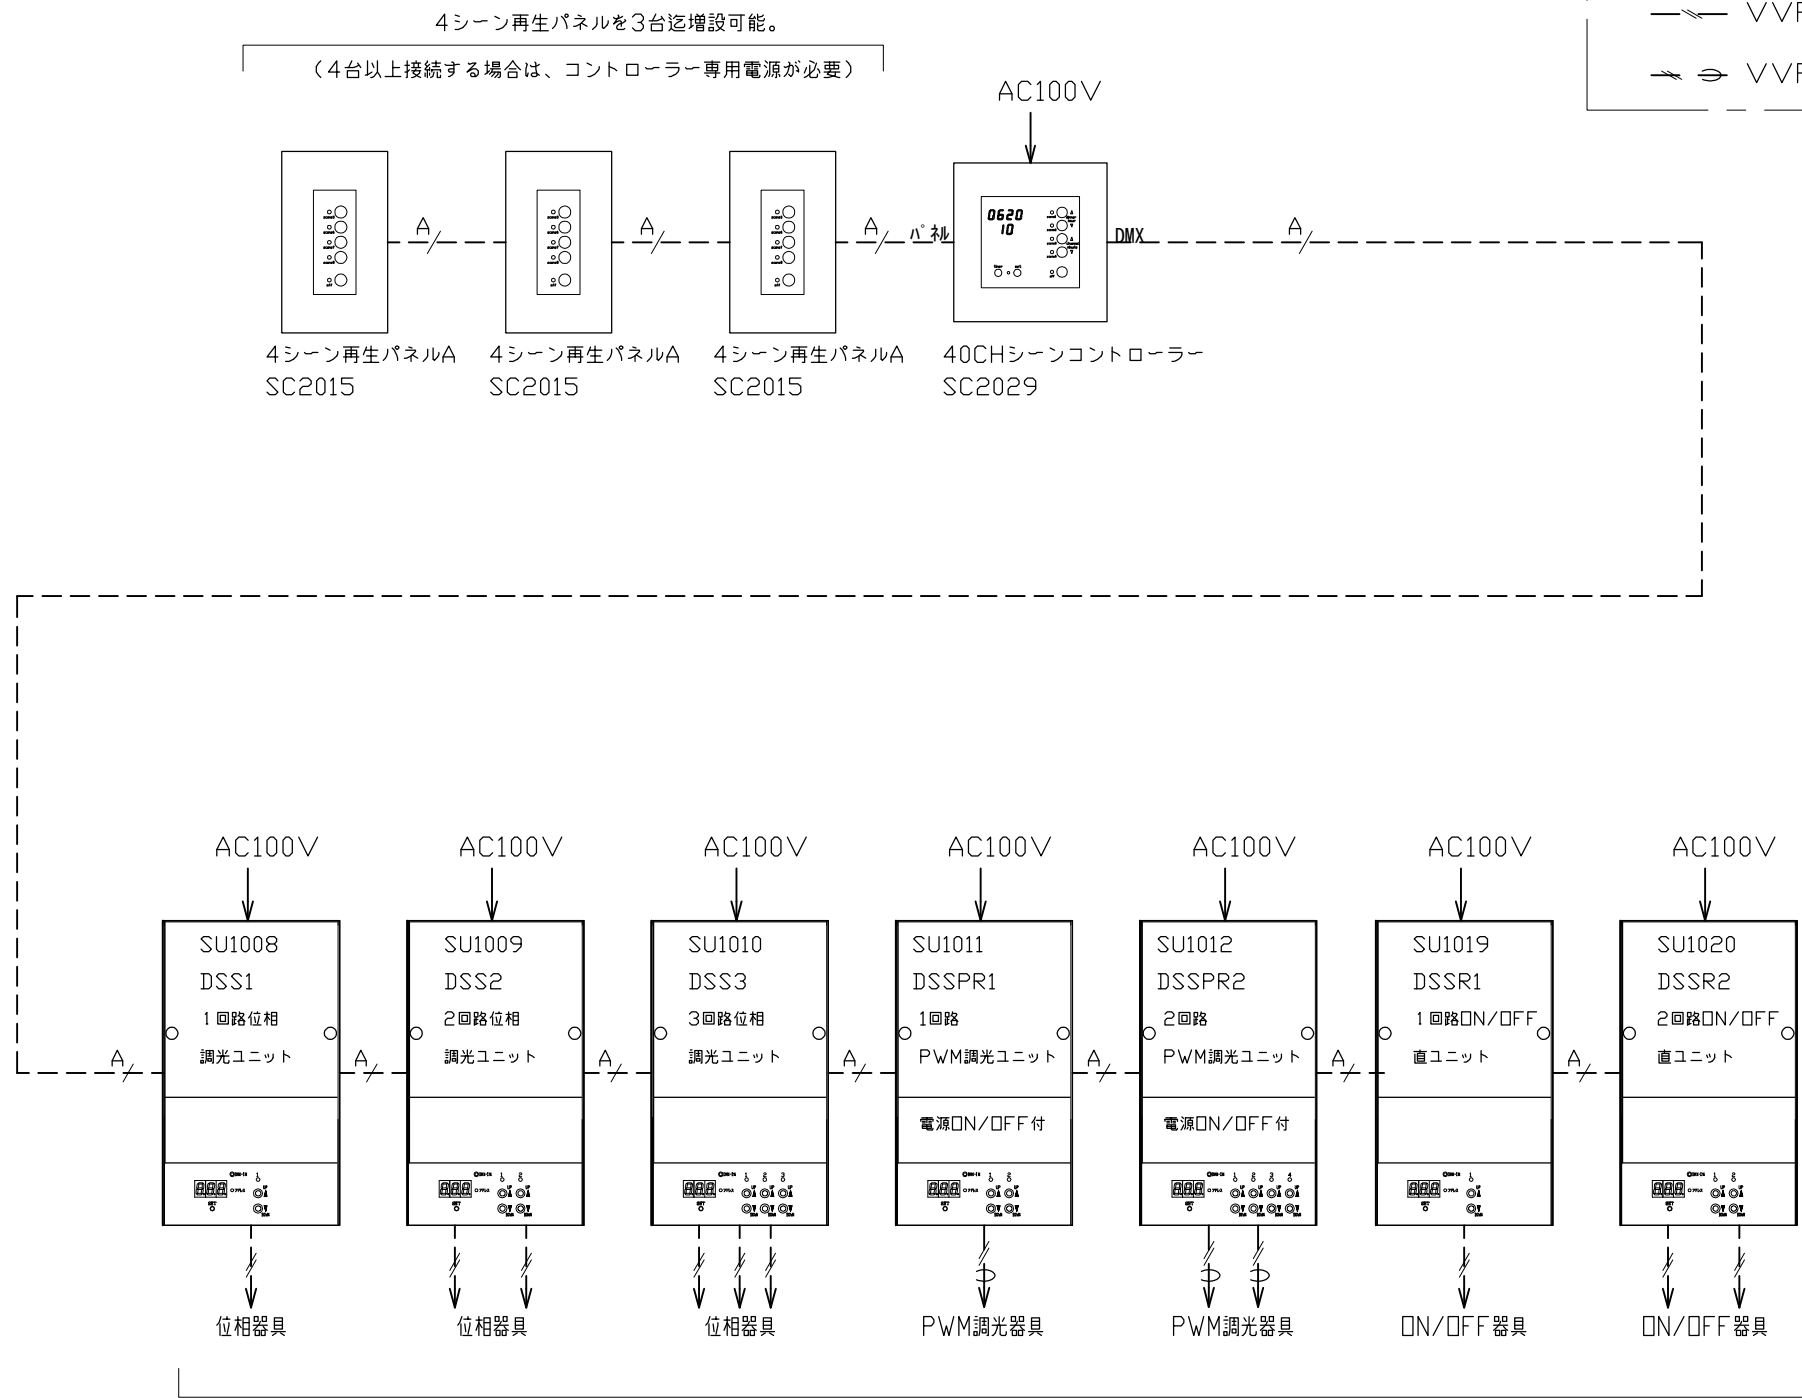 4シーン再生パネルを3台迄増設可能。
(4台以上接続する場合は、コントローラー専用電源が必要)
VVF
VVF
AC100V
0620
10
A
A
A
パネル
DMX
A
4シーン再生パネルA
SC2015
4シーン再生パネルA
SC2015
4シーン再生パネルA
SC2015
40CHシーンコントローラー
SC2029
AC100V
AC100V
AC100V
AC100V
AC100V
AC100V
AC100V
SU1008
DSS1
1回路位相
調光ユニット
SU1009
DSS2
2回路位相
調光ユニット
SU1010
DSS3
3回路位相
調光ユニット
SU1011
DSSPR1
1回路
PWM調光ユニット
電源ON/OFF付
SU1012
DSSPR2
2回路
PWM調光ユニット
電源ON/OFF付
SU1019
DSSR1
1回路ON/OFF
直ユニット
SU1020
DSSR2
2回路ON/OFF
直ユニット
A
A
A
A
A
A
A
位相器具
位相器具
位相器具
PWM調光器具
PWM調光器具
ON/OFF器具
ON/OFF器具